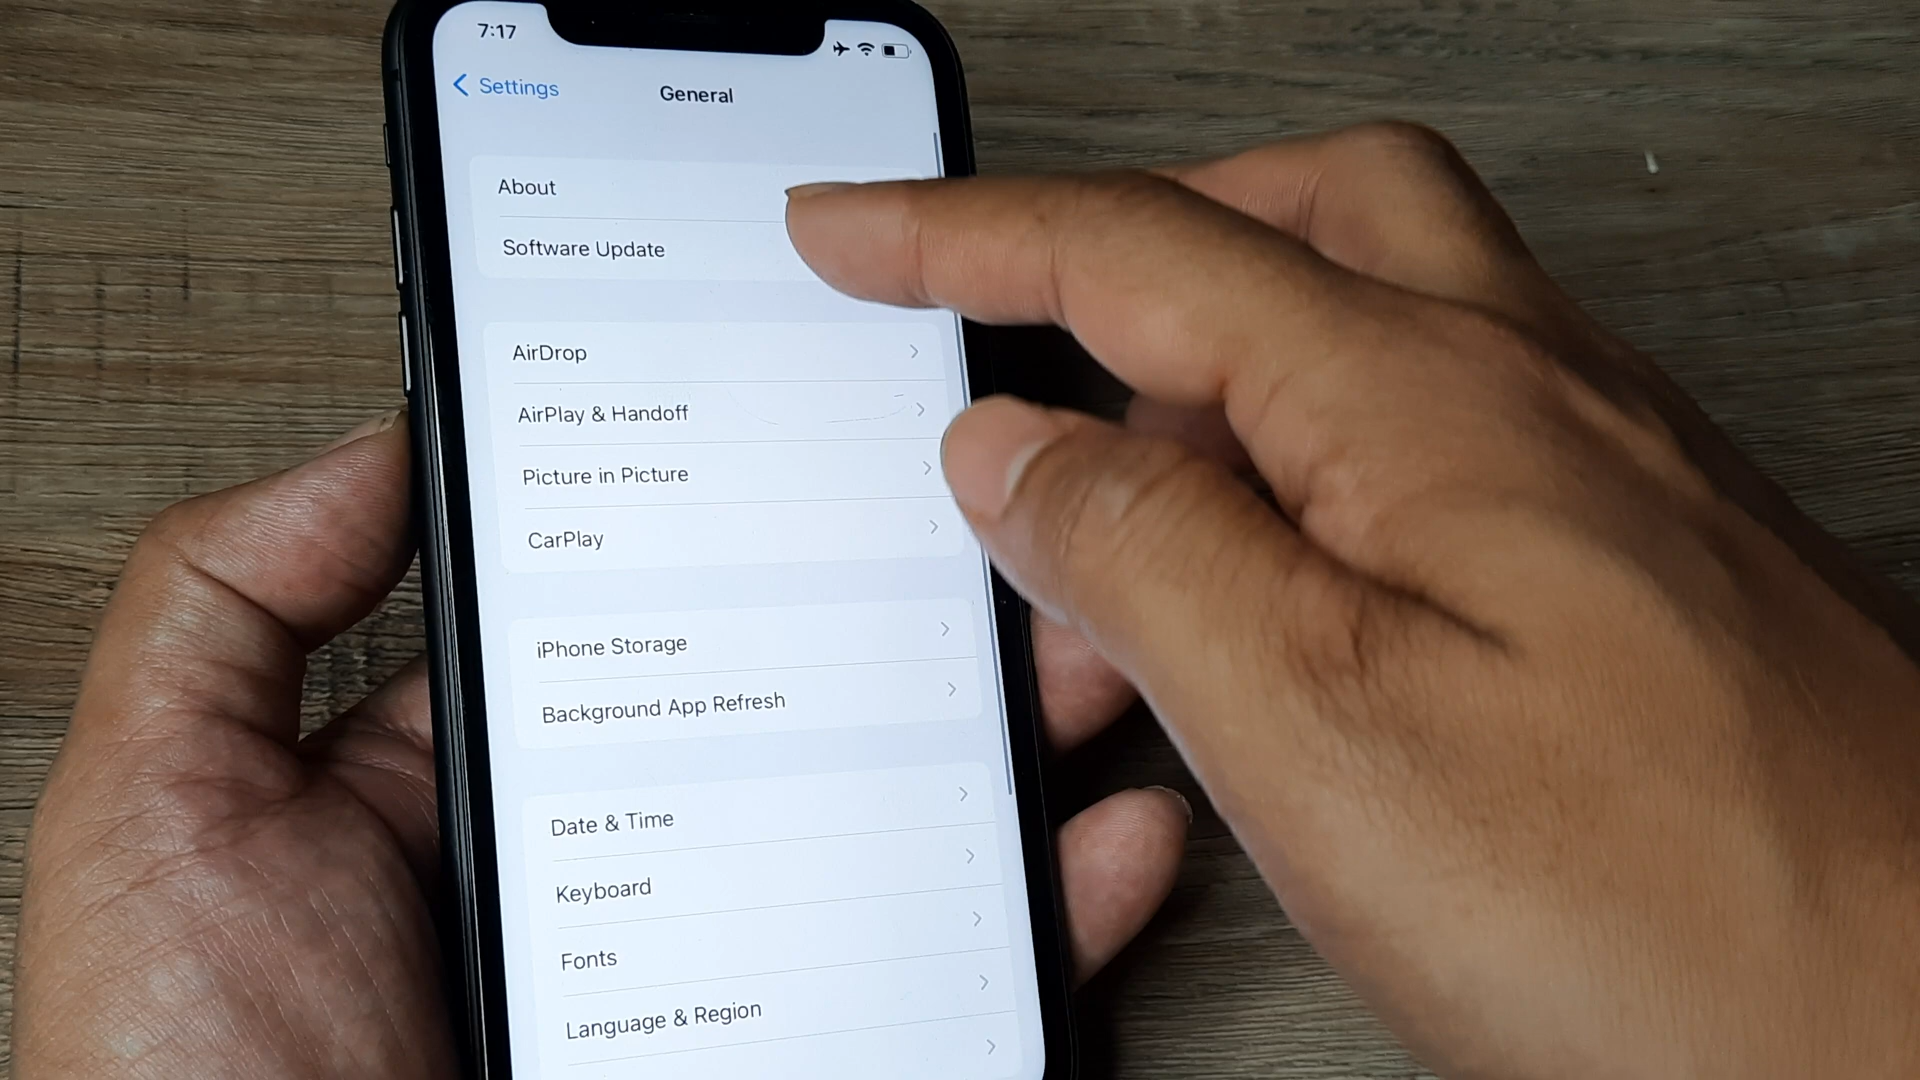 7:17
Settings
General
About
Software Update
AirDrop
AirPlay & Handoff
Picture in Picture
CarPlay
iPhone Storage
Background App Refresh
Date & Time
Keyboard
Fonts
Language & Region